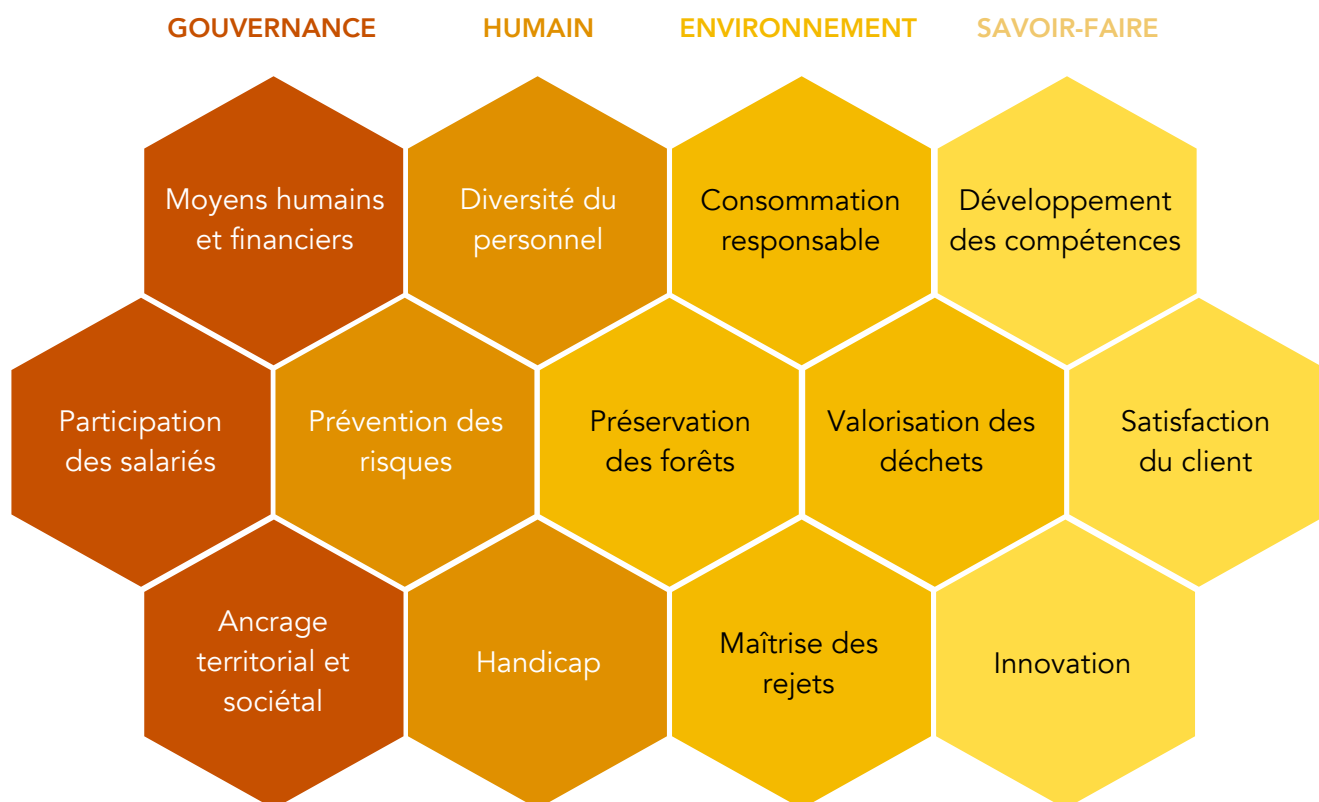 GOUVERNANCE
HUMAIN
ENVIRONNEMENT
SAVOIR-FAIRE
Moyens humains
et financiers
Diversité du
personnel
Consommation
responsable
Développement
des compétences
Participation
des salariés
Prévention des
risques
Préservation
des forêts
Valorisation des
déchets
Satisfaction
du client
Ancrage
territorial et
sociétal
Handicap
Maîtrise des
rejets
Innovation